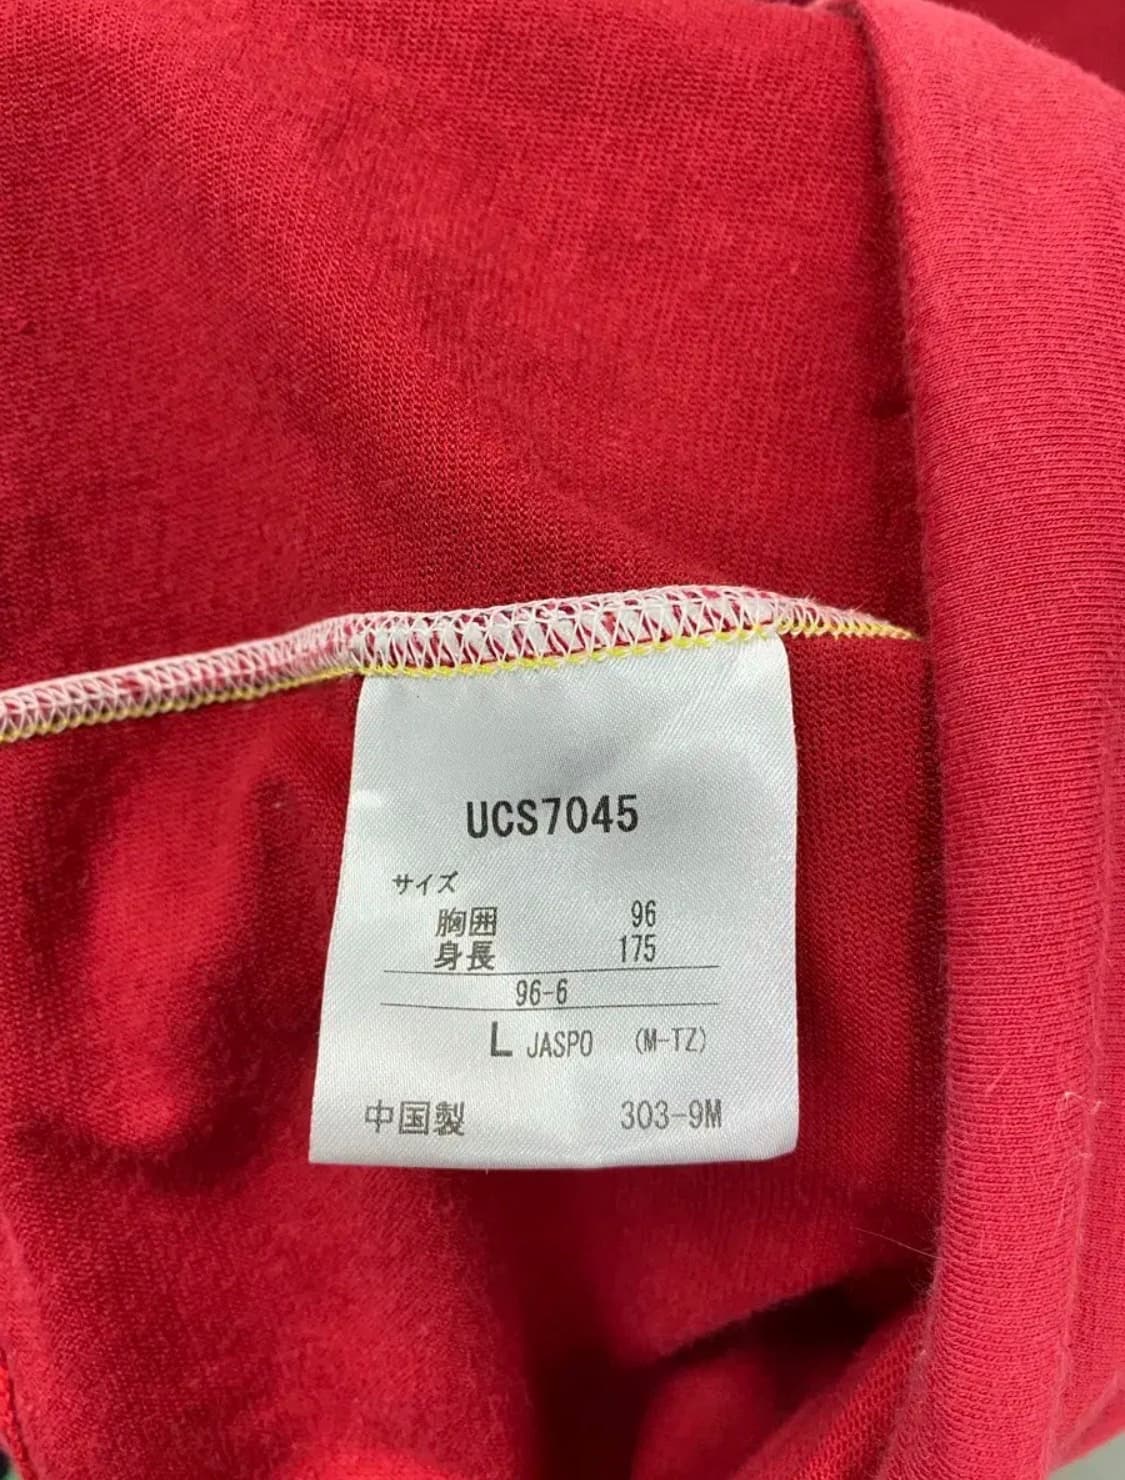 UCS7045
サイズ
胸囲 96
身長 175
96-6
L JASPO (M-TZ)
中国製 303-9M